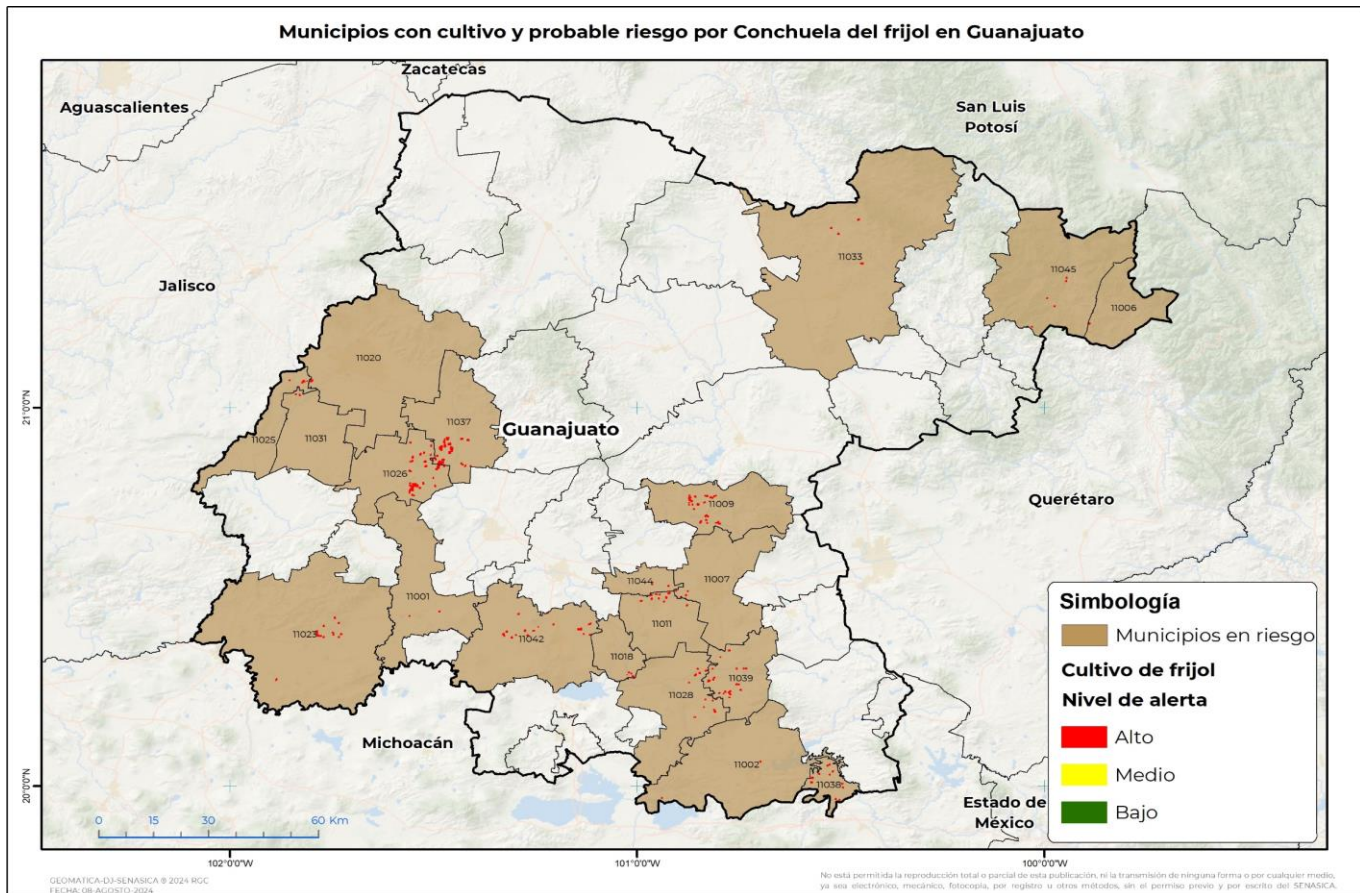 Municipios con cultivo y probable riesgo por Conchuela del frijol en Guanajuato
Zacatecas
Aguascalientes
San Luis
Potosí
Jalisco
11033
11045
11006
11020
21°0'0"N
11037
Guanajuato
11025
11031
11026
11009
Querétaro
11044
11007
11001
11011
11023
11042
11018
11028
11039
Michoacán
11002
11038
20°0'0"N
Estado de
México
0
15
30
60 Km
Simbología
Municipios en riesgo
Cultivo de frijol
Nivel de alerta
Alto
Medio
Bajo
102°0'0"W
101°0'0"W
100°0'0"W
GEOMATICA-DJ-SENASICA ® 2024 RGC
FECHA: 08-AGOSTO-2024
No está permitida la reproducción total o parcial de esta publicación, ni la transmisión de ninguna forma o por cualquier medio,
ya sea electrónico, mecánico, fotocopia, por registro u otros métodos, sin el permiso previo y por escrito del SENASICA.